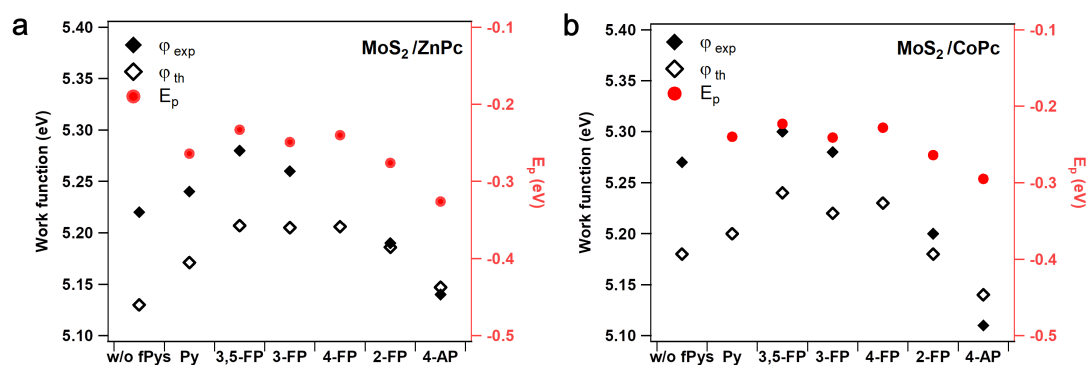 a
MoS2/ZnPc
φ exp
φ th
Ep
Work function (eV)
5.40
5.35
5.30
5.25
5.20
5.15
5.10
-0.1
-0.2
-0.3
-0.4
-0.5
Ep (eV)
w/o fPys Py 3,5-FP 3-FP 4-FP 2-FP 4-AP
b
MoS2/CoPc
φ exp
φ th
Ep
Work function (eV)
5.40
5.35
5.30
5.25
5.20
5.15
5.10
-0.1
-0.2
-0.3
-0.4
-0.5
Ep (eV)
w/o fPys Py 3,5-FP 3-FP 4-FP 2-FP 4-AP